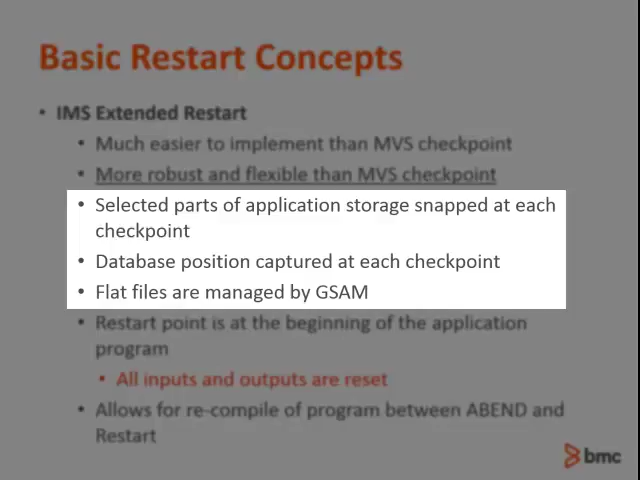 Basic Restart Concepts
• IMS Extended Restart
• Much easier to implement than MVS checkpoint
• More robust and flexible than MVS checkpoint
• Selected parts of application storage snapped at each
checkpoint
• Database position captured at each checkpoint
• Flat files are managed by GSAM
• Restart point is at the beginning of the application
program
• All inputs and outputs are reset
• Allows for re-compile of program between ABEND and
Restart
bmc